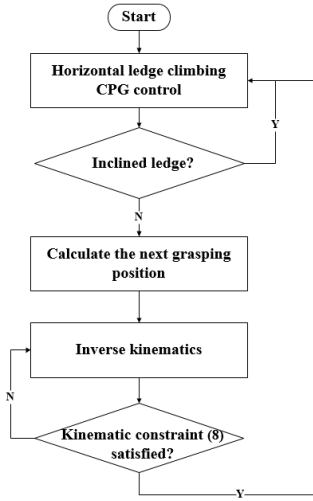 Start
Horizontal ledge climbing
CPG control
Inclined ledge?
Y
N
Calculate the next grasping
position
Inverse kinematics
N
Kinematic constraint (8)
satisfied?
Y